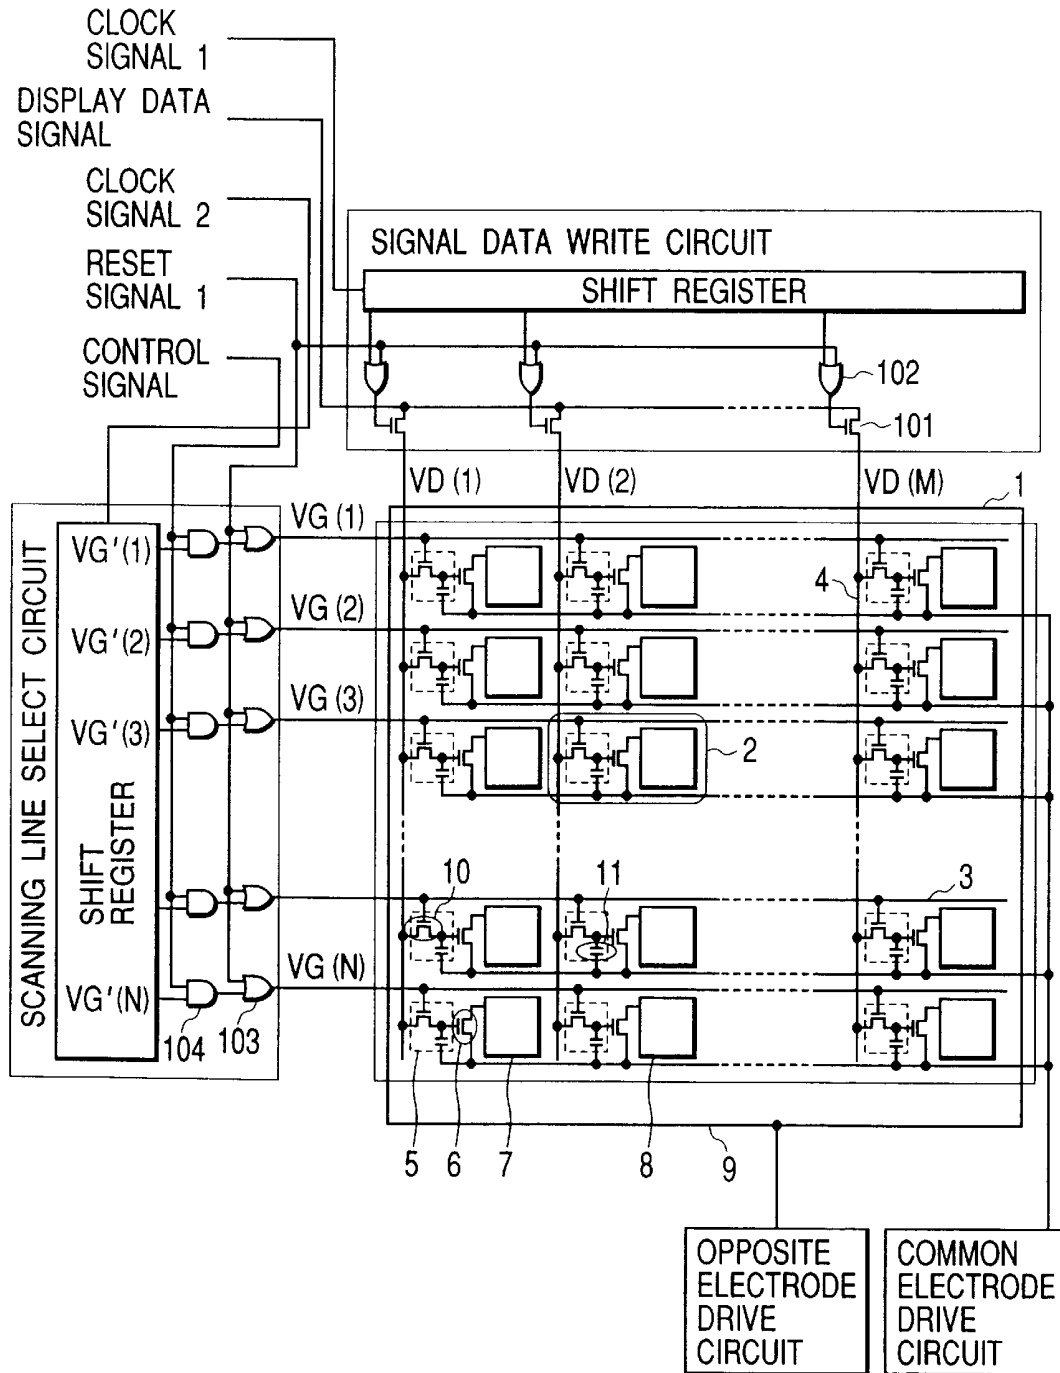 CLOCK
SIGNAL 1
DISPLAY DATA
SIGNAL
CLOCK
SIGNAL 2
RESET
SIGNAL 1
CONTROL
SIGNAL
SIGNAL DATA WRITE CIRCUIT
SHIFT REGISTER
102
101
VD (1)
VD (2)
VD (M)
1
SCANNING LINE SELECT CIRCUIT
SHIFT
REGISTER
VG'(1)
VG (1)
4
VG'(2)
VG (2)
VG'(3)
VG (3)
2
10
11
3
VG'(N)
VG (N)
104
103
5
6
7
8
9
OPPOSITE
ELECTRODE
DRIVE
CIRCUIT
COMMON
ELECTRODE
DRIVE
CIRCUIT